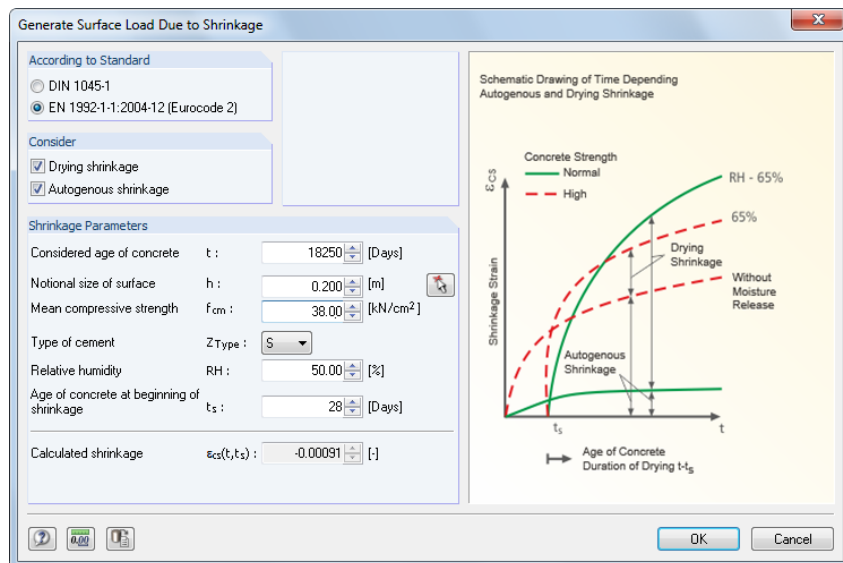 Generate Surface Load Due to Shrinkage
According to Standard
DIN 1045-1
EN 1992-1-1:2004-12 (Eurocode 2)
Consider
Drying shrinkage
Autogenous shrinkage
Shrinkage Parameters
Considered age of concrete t : 18250 [Days]
Notional size of surface h : 0.200 [m]
Mean compressive strength fcm : 38.00 [kN/cm²]
Type of cement ZType : S
Relative humidity RH : 50.00 [%]
Age of concrete at beginning of
shrinkage ts : 28 [Days]
Calculated shrinkage εcs(t,ts) : -0.00091 [-]
Schematic Drawing of Time Depending
Autogenous and Drying Shrinkage
Concrete Strength
Normal
High
εcs
Shrinkage Strain
RH - 65%
65%
Drying
Shrinkage
Without
Moisture
Release
Autogenous
Shrinkage
ts
t
Age of Concrete
Duration of Drying t-ts
0.00
OK
Cancel